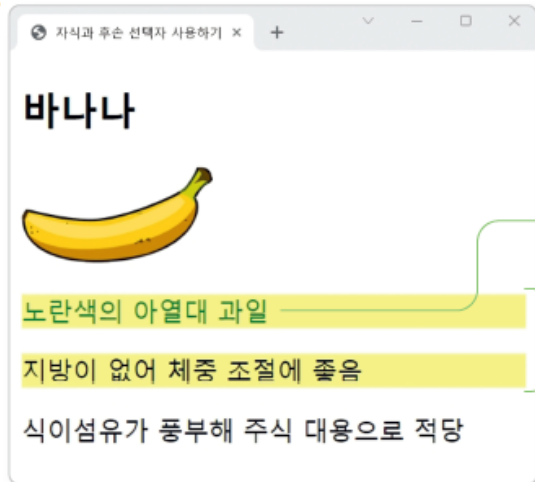 자식과 후손 선택자 사용하기
바나나
노란색의 아열대 과일
지방이 없어 체중 조절에 좋음
식이섬유가 풍부해 주식 대용으로 적당